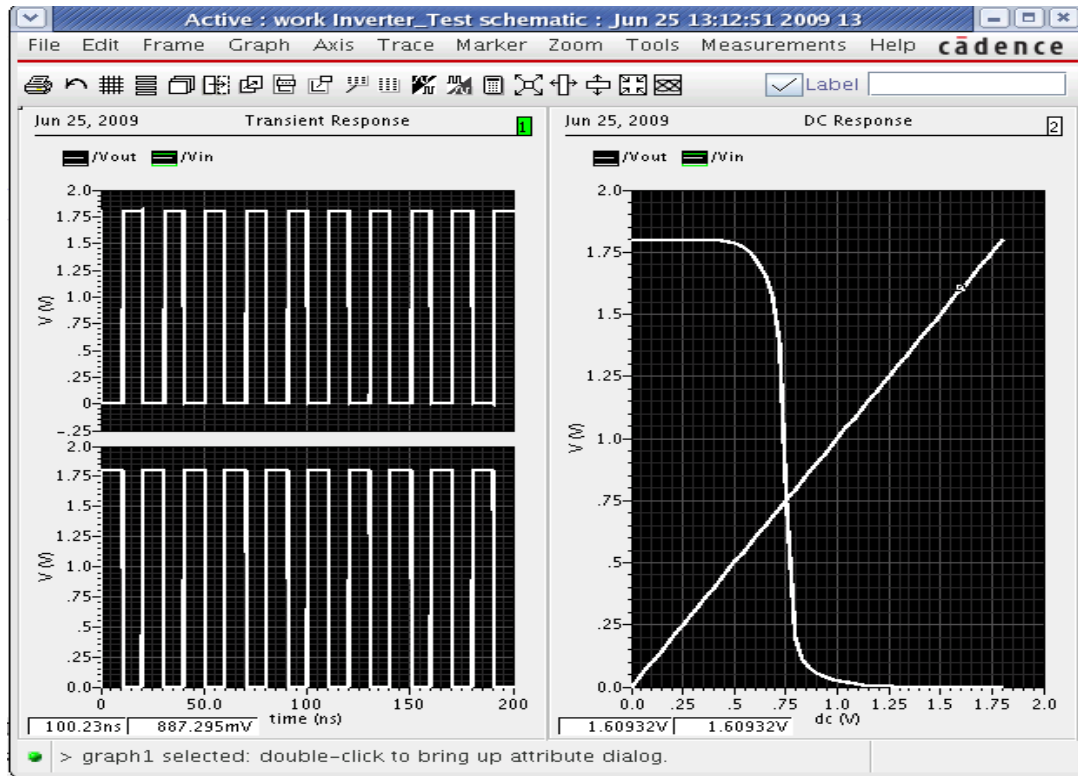 Active : work Inverter_Test schematic : Jun 25 13:12:51 2009 13
File Edit Frame Graph Axis Trace Marker Zoom Tools Measurements Help cādence
Label
Jun 25, 2009 Transient Response 1
/Vout /Vin
2.0
1.75
1.5
1.25
1.0
.75
.5
.25
0
-.25
V (V)
2.0
1.75
1.5
1.25
1.0
.75
.5
.25
0.0
V (V)
0 50.0 100 150 200
time (ns)
100.23ns 887.295mV
Jun 25, 2009 DC Response 2
/Vout /Vin
2.0
1.75
1.5
1.25
1.0
.75
.5
.25
0.0
V (V)
0.0 .25 .5 .75 1.0 1.25 1.5 1.75 2.0
dc (V)
1.60932V 1.60932V
> graph1 selected: double-click to bring up attribute dialog.